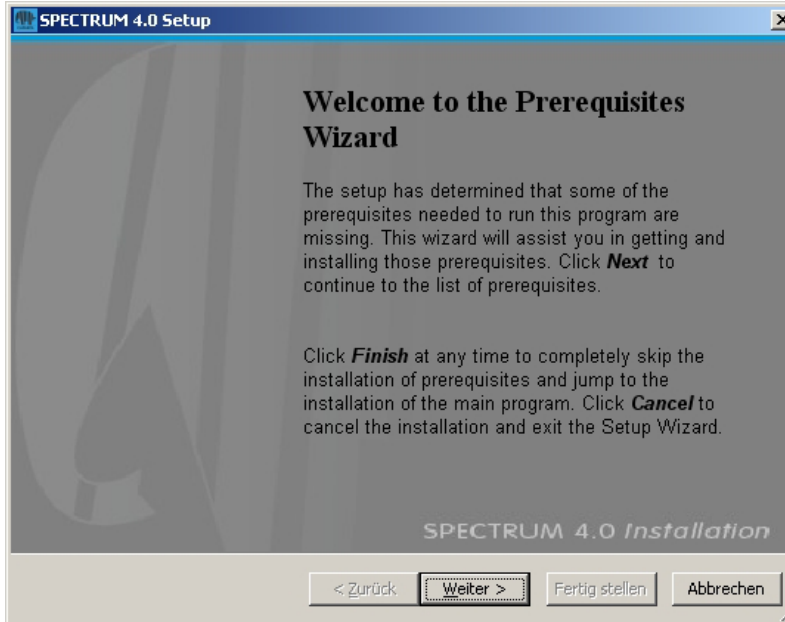 SPECTRUM 4.0 Setup
Welcome to the Prerequisites
Wizard
The setup has determined that some of the
prerequisites needed to run this program are
missing. This wizard will assist you in getting and
installing those prerequisites. Click Next to
continue to the list of prerequisites.
Click Finish at any time to completely skip the
installation of prerequisites and jump to the
installation of the main program. Click Cancel to
cancel the installation and exit the Setup Wizard.
SPECTRUM 4.0 Installation
< Zurück Weiter > Fertig stellen Abbrechen